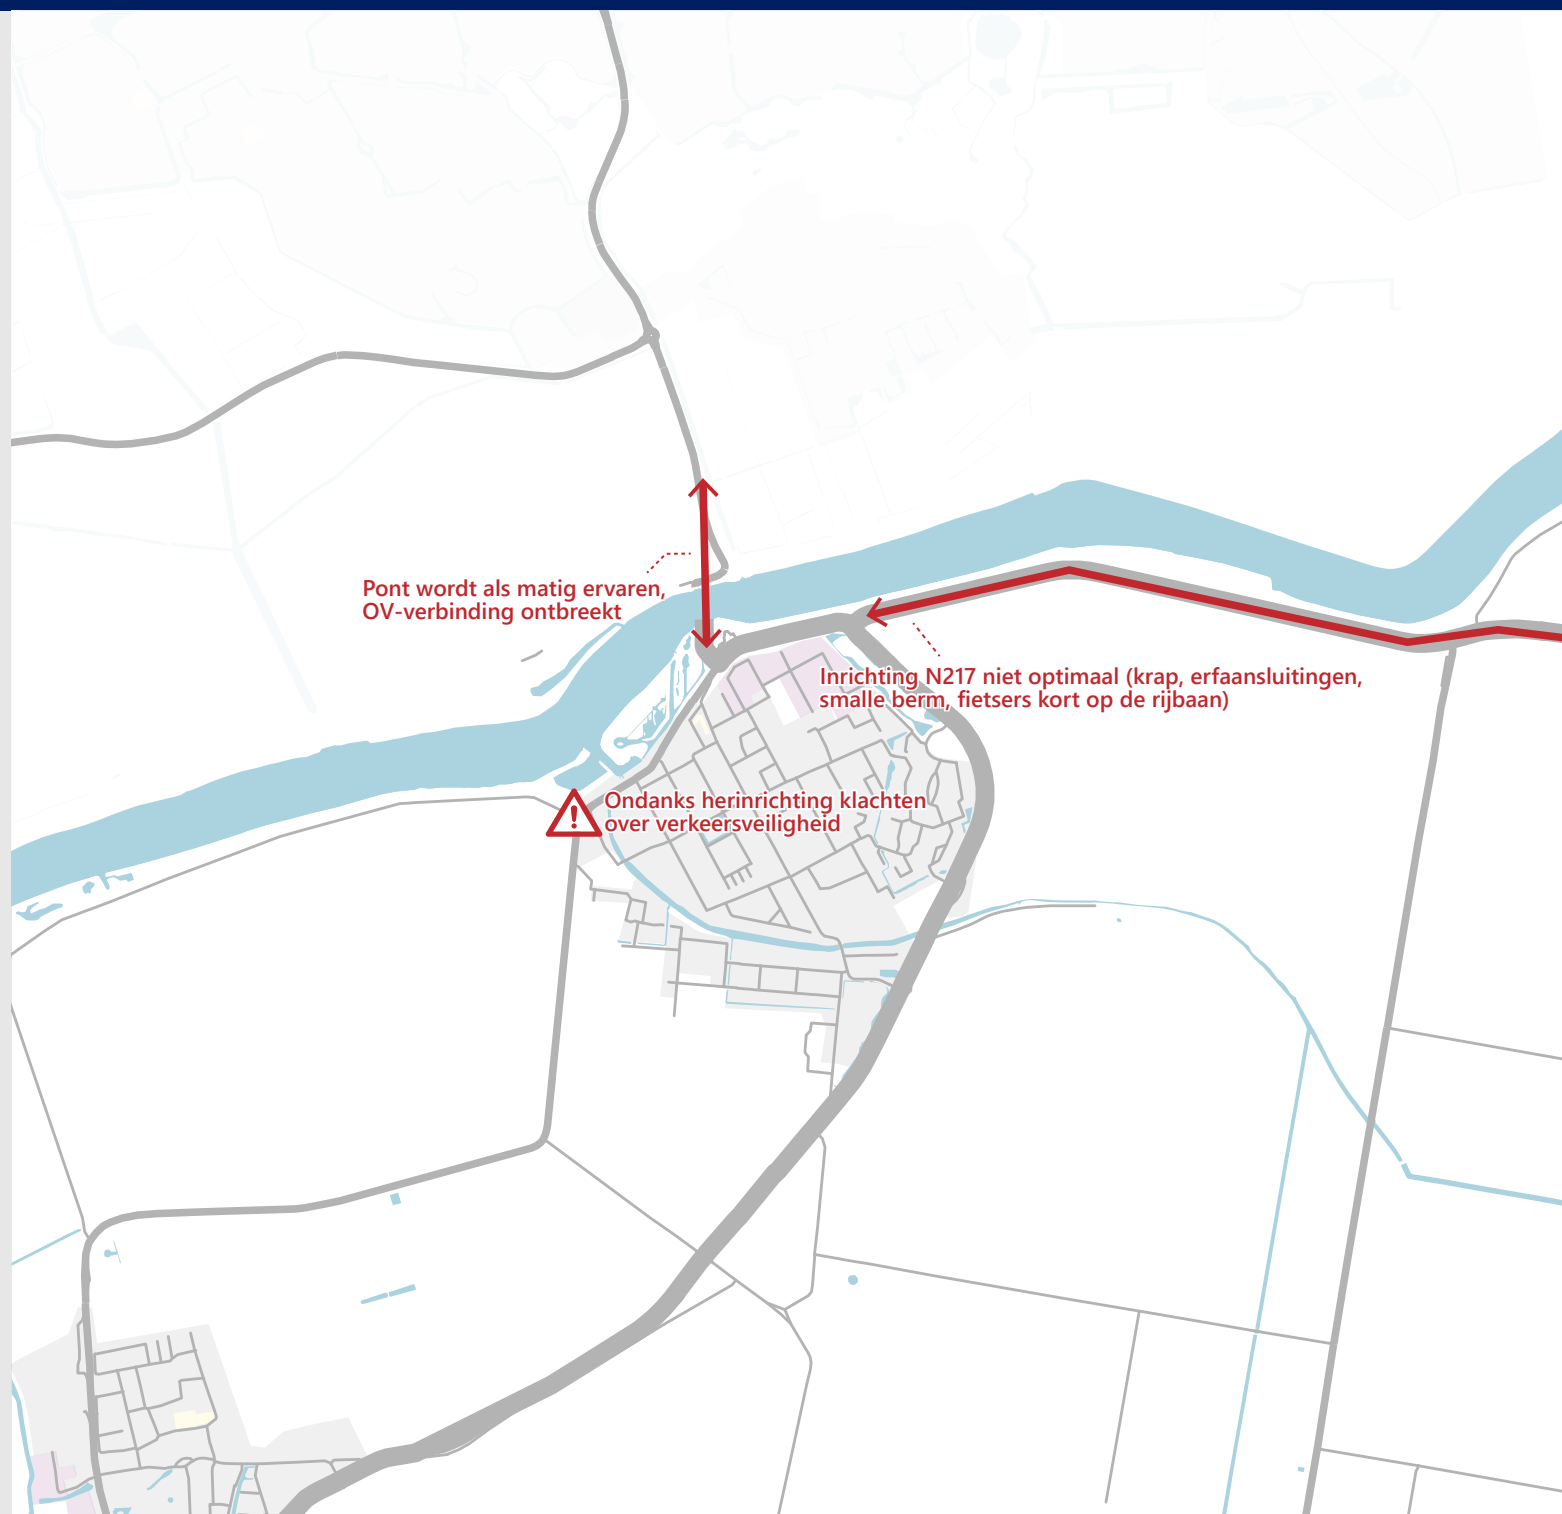 Pont wordt als matig ervaren,
OV-verbinding ontbreekt
Inrichting N217 niet optimaal (krap, erfaansluitingen,
smalle berm, fietsers kort op de rijbaan)
Ondanks herinrichting klachten
over verkeersveiligheid